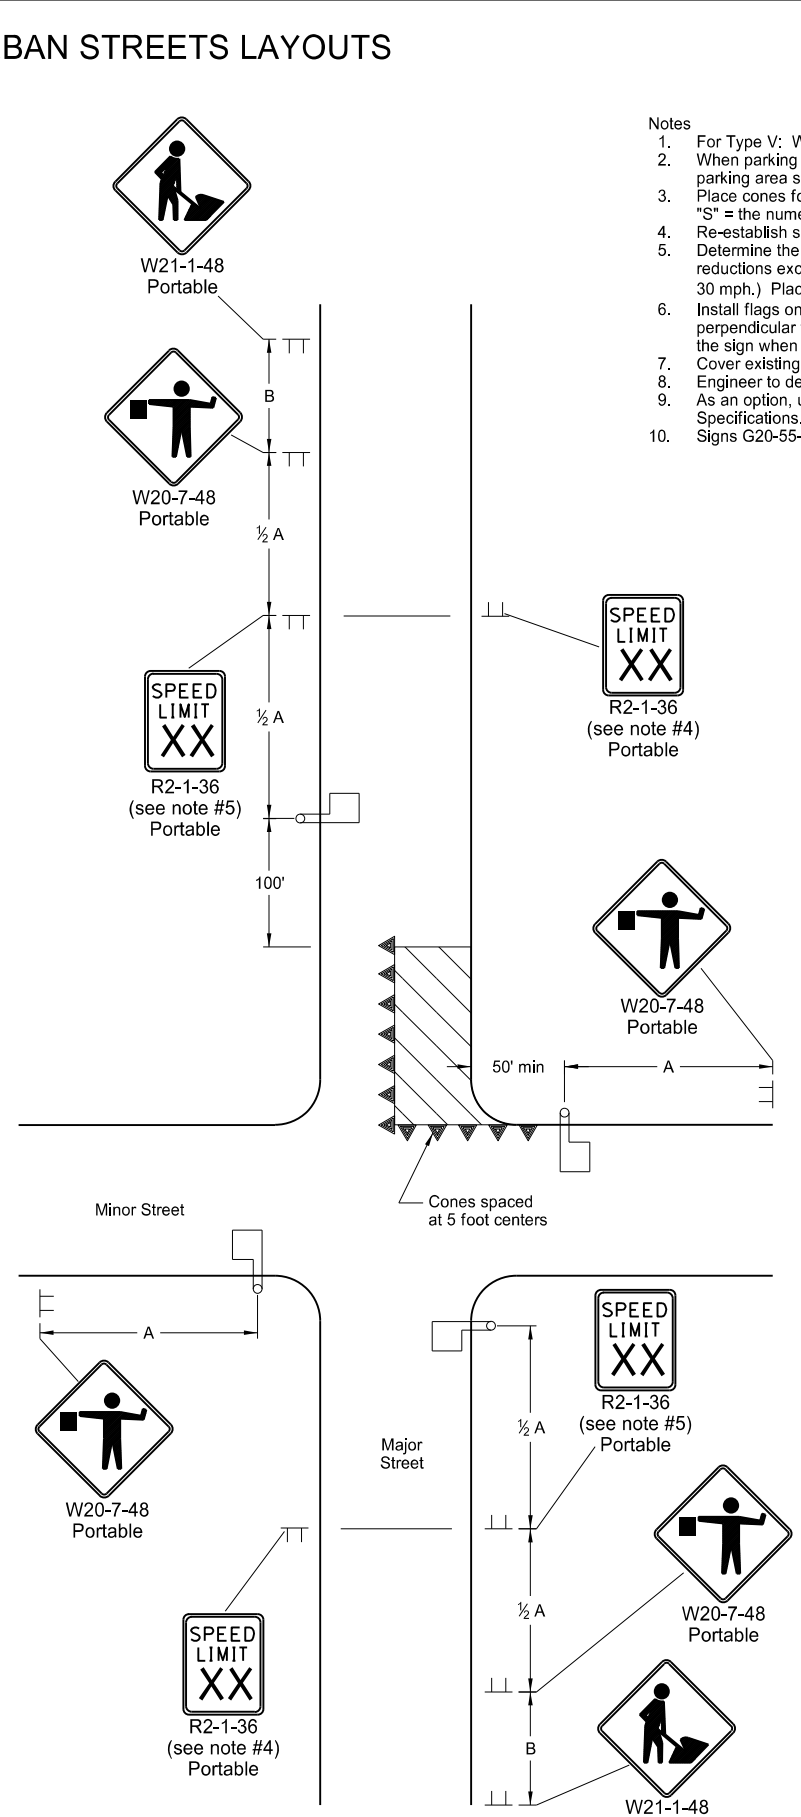 BAN STREETS LAYOUTS
Notes
1. For Type V: W
2. When parking
parking area s
3. Place cones fo
"S" = the nume
4. Re-establish s
5. Determine the
reductions exc
30 mph.) Plac
6. Install flags on
perpendicular
the sign when
7. Cover existing
8. Engineer to de
9. As an option, u
Specifications.
10. Signs G20-55-
W21-1-48
Portable
B
W20-7-48
Portable
½ A
SPEED
LIMIT
XX
R2-1-36
(see note #4)
Portable
SPEED
LIMIT
XX
R2-1-36
(see note #5)
Portable
½ A
100'
W20-7-48
Portable
50' min
A
Cones spaced
at 5 foot centers
Minor Street
A
W20-7-48
Portable
SPEED
LIMIT
XX
R2-1-36
(see note #5)
Portable
½ A
Major
Street
W20-7-48
Portable
½ A
SPEED
LIMIT
XX
R2-1-36
(see note #4)
Portable
B
W21-1-48